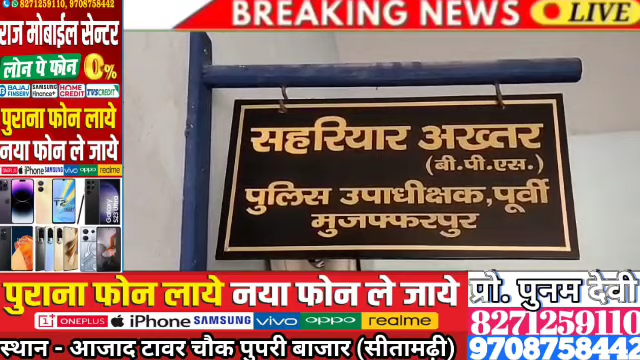 8271259110, 9708758442
राज मोबाईल सेन्टर
लोन पे फोन 0%
BAJAJ FINSERV SAMSUNG Finance+ HOME CREDIT TVS CREDIT
पुराना फोन लाये
नया फोन ले जाये
iPhone SAMSUNG vivo oppo realme
BREAKING NEWS LIVE
सहरियार अख्तर
(बी.पी.एस.)
पुलिस उपाधीक्षक,पूर्वी
मुजफ्फरपुर
पुराना फोन लाये नया फोन ले जाये
ONEPLUS iPhone SAMSUNG vivo oppo realme
प्रो. पुनम देवी
8271259110
9708758442
स्थान - आजाद टावर चौक पुपरी बाजार (सीतामढ़ी)